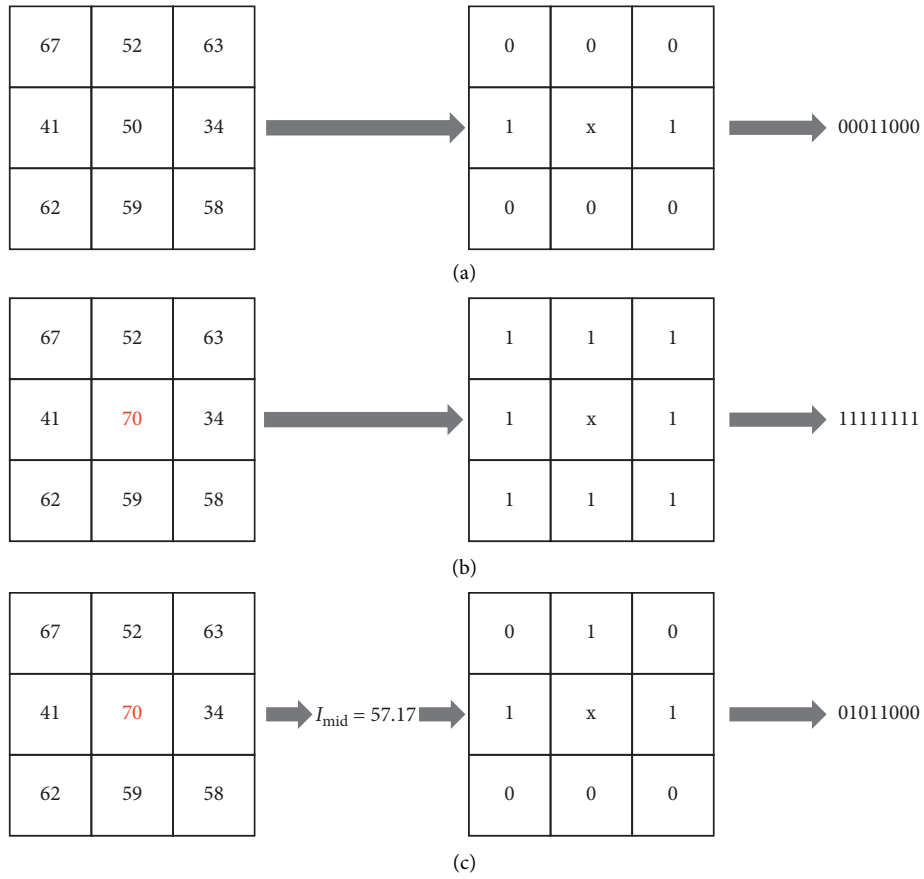 67 52 63 0 0 0
41 50 34 1 x 1 00011000
62 59 58 0 0 0
(a)
67 52 63 1 1 1
41 70 34 1 x 1 11111111
62 59 58 1 1 1
(b)
67 52 63 0 1 0
41 70 34 I_mid = 57.17 1 x 1 01011000
62 59 58 0 0 0
(c)